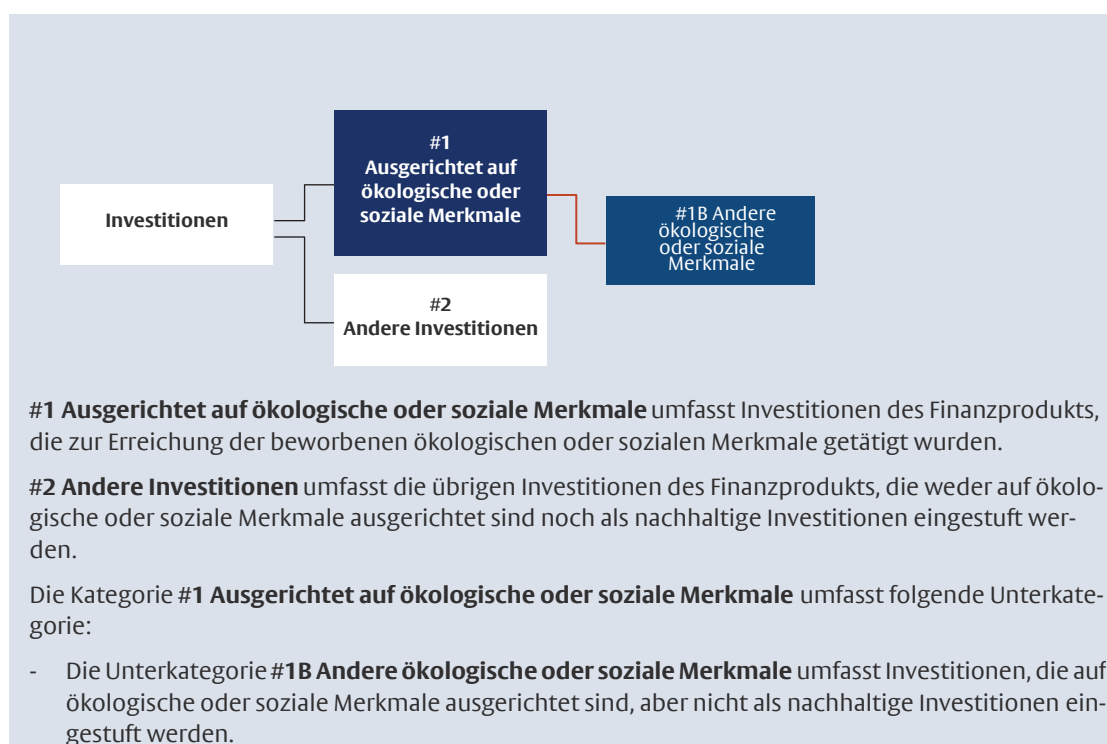 #1
Ausgerichtet auf
ökologische oder
soziale Merkmale
Investitionen
#1B Andere
ökologische
oder soziale
Merkmale
#2
Andere Investitionen
#1 Ausgerichtet auf ökologische oder soziale Merkmale umfasst Investitionen des Finanzprodukts,
die zur Erreichung der beworbenen ökologischen oder sozialen Merkmale getätigt wurden.
#2 Andere Investitionen umfasst die übrigen Investitionen des Finanzprodukts, die weder auf ökolo-
gische oder soziale Merkmale ausgerichtet sind noch als nachhaltige Investitionen eingestuft wer-
den.
Die Kategorie #1 Ausgerichtet auf ökologische oder soziale Merkmale umfasst folgende Unterkate-
gorie:
- Die Unterkategorie #1B Andere ökologische oder soziale Merkmale umfasst Investitionen, die auf
ökologische oder soziale Merkmale ausgerichtet sind, aber nicht als nachhaltige Investitionen ein-
gestuft werden.